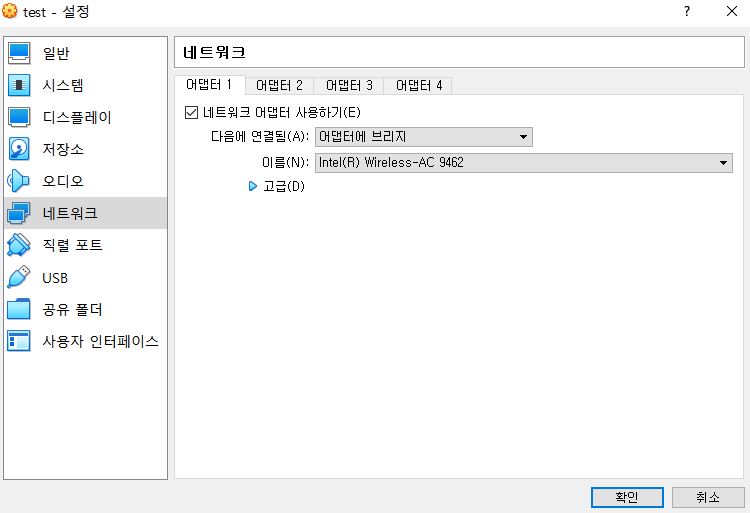 test - 설정
?
일반
시스템
디스플레이
저장소
오디오
네트워크
직렬 포트
USB
공유 폴더
사용자 인터페이스
네트워크
어댑터 1 어댑터 2 어댑터 3 어댑터 4
네트워크 어댑터 사용하기(E)
다음에 연결됨(A): 어댑터에 브리지
이름(N): Intel(R) Wireless-AC 9462
고급(D)
확인 취소